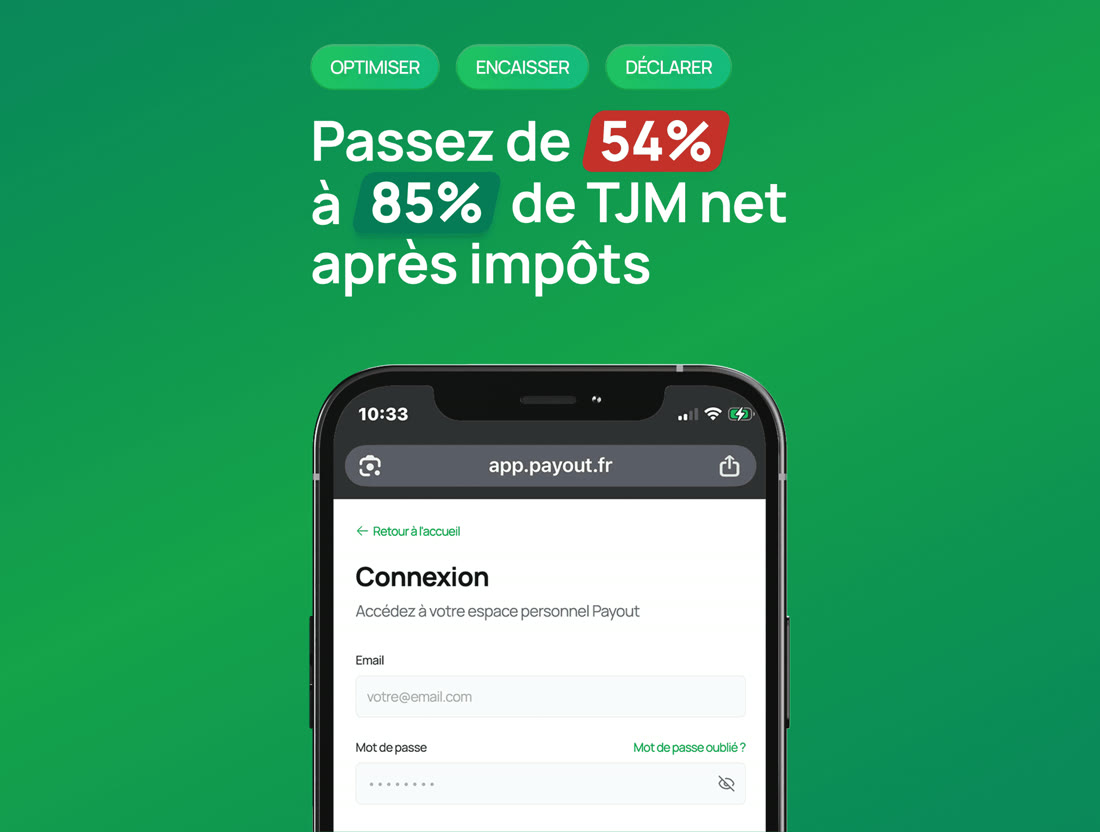 OPTIMISER ENCAISSER DÉCLARER
Passez de 54%
à 85% de TJM net
après impôts
10:33
app.payout.fr
← Retour à l'accueil
Connexion
Accédez à votre espace personnel Payout
Email
votre@email.com
Mot de passe Mot de passe oublié ?